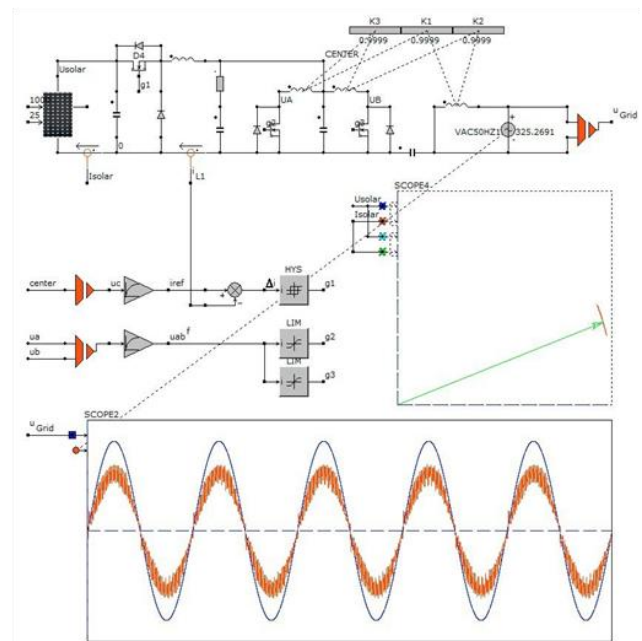 K3 K1 K2
0.9999 0.9999 0.9999
CENTER
D4
Usolar
g1
100
25
UA UB
g2 g3
u Grid
VAC50HZ1 325.2691
0
Isolar
i L1
SCOPE4
Usolar
Isolar
HYS
center uc iref Δi i g1
+ −
LIM
ua uab f i g2
ub
LIM
i g3
SCOPE2
u Grid